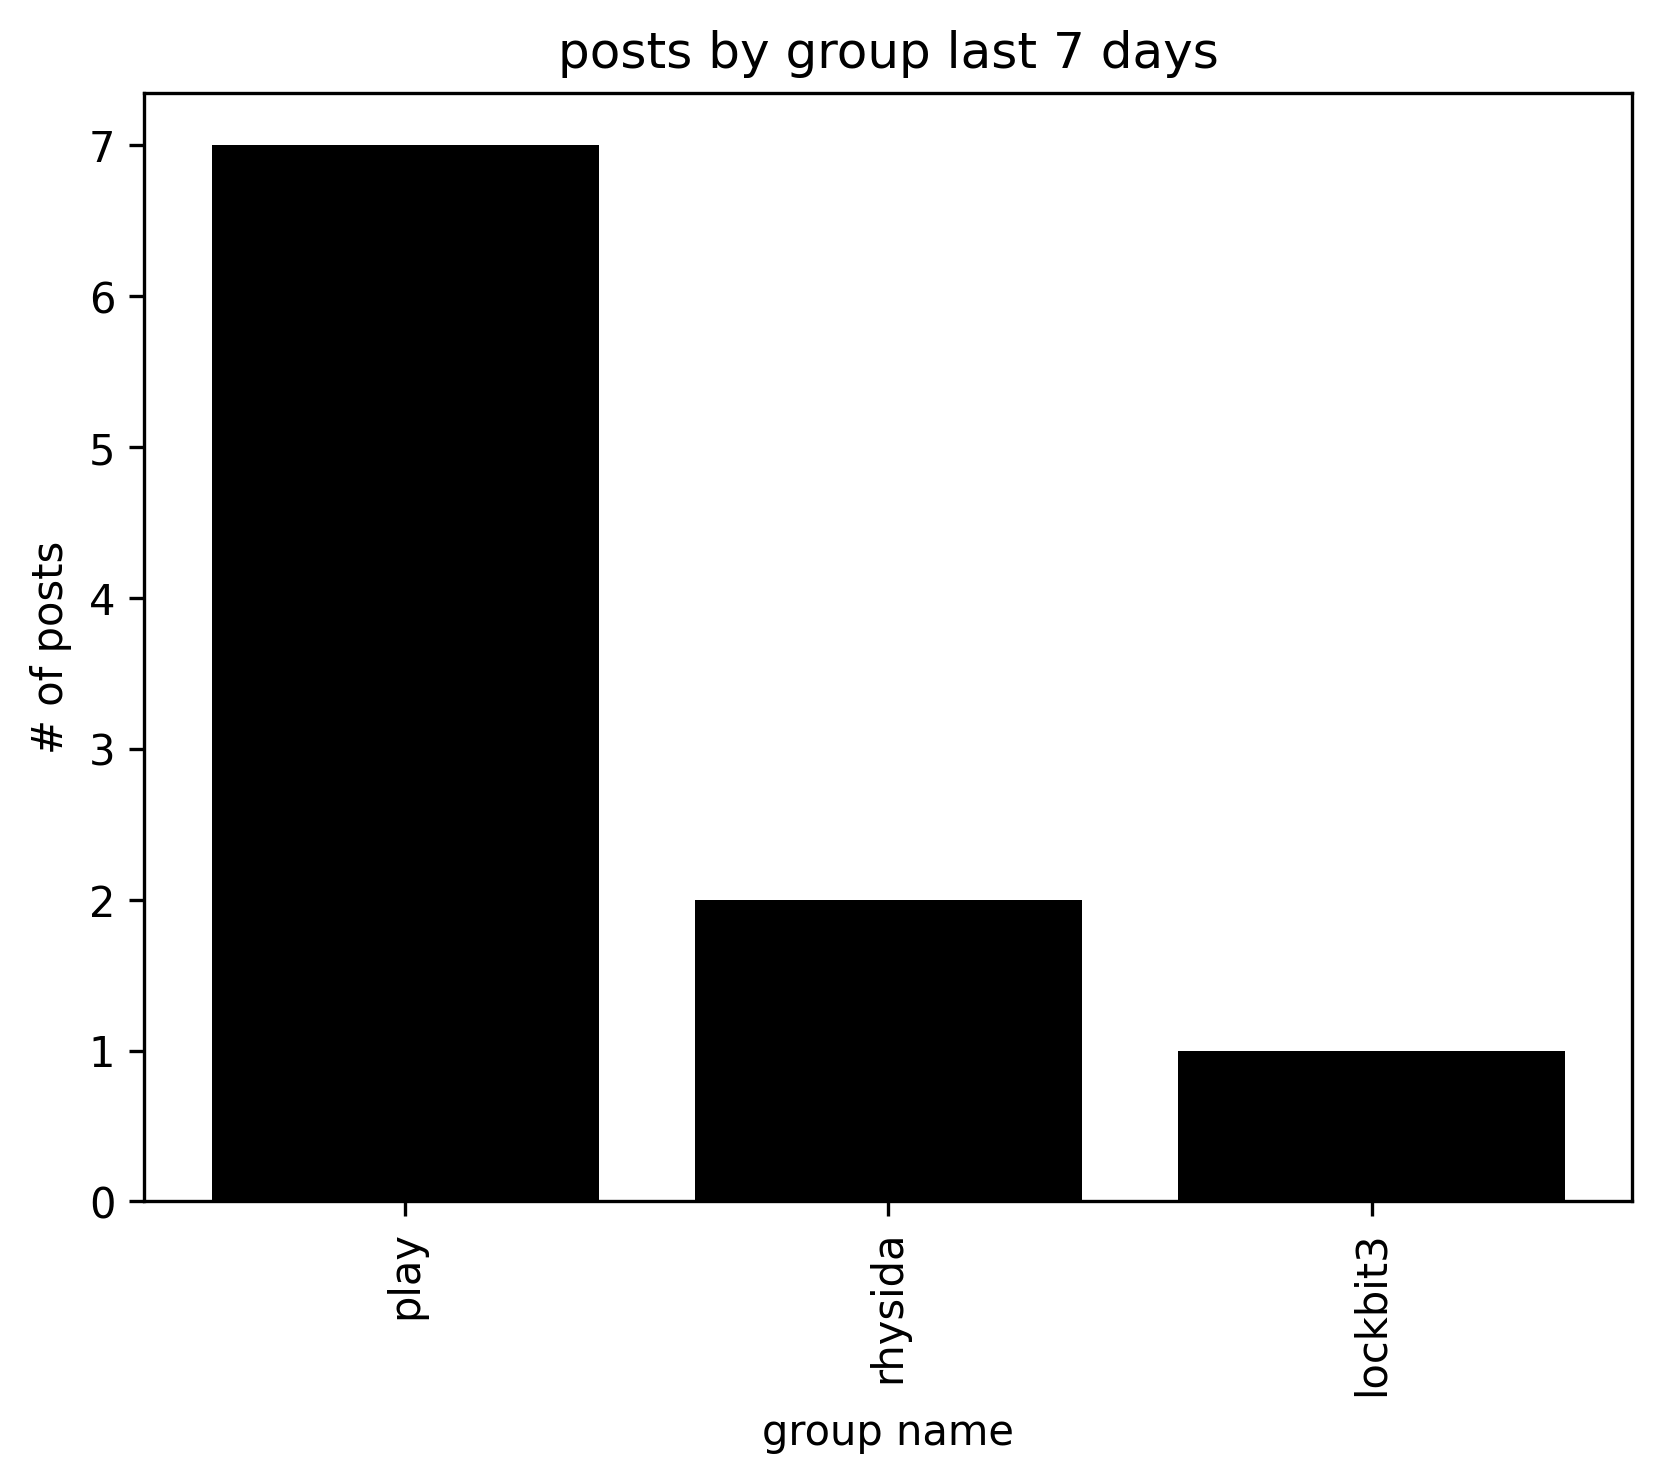 posts by group last 7 days
7
6
5
4
3
2
1
0
# of posts
play
rhysida
lockbit3
group name